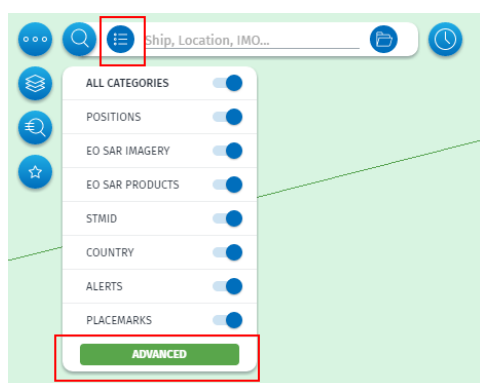 Ship, Location, IMO...
ALL CATEGORIES
POSITIONS
EO SAR IMAGERY
EO SAR PRODUCTS
STMID
COUNTRY
ALERTS
PLACEMARKS
ADVANCED